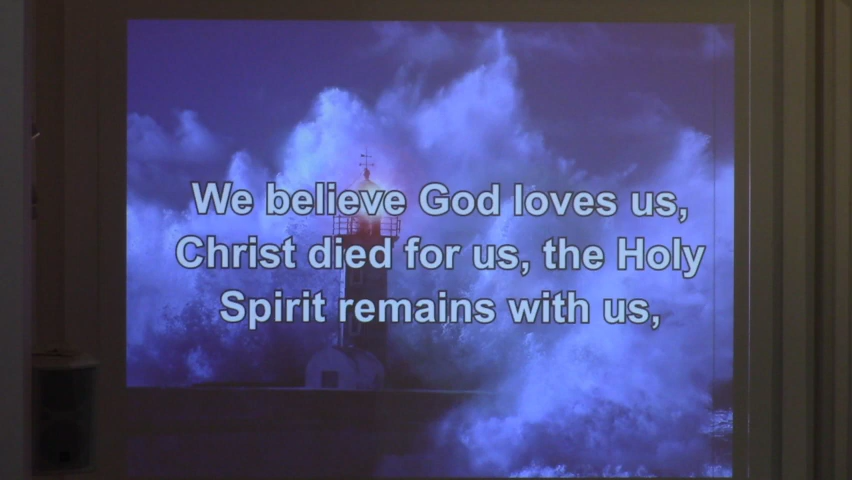 We believe God loves us,
Christ died for us, the Holy
Spirit remains with us,